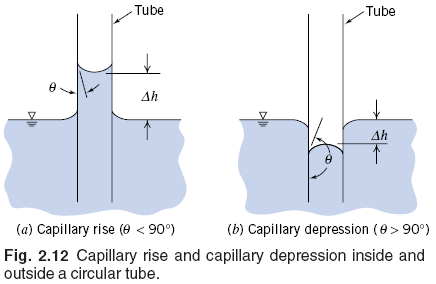 Tube
Tube
θ
Δh
Δh
θ
(a) Capillary rise (θ < 90°)
(b) Capillary depression (θ > 90°)
Fig. 2.12 Capillary rise and capillary depression inside and
outside a circular tube.